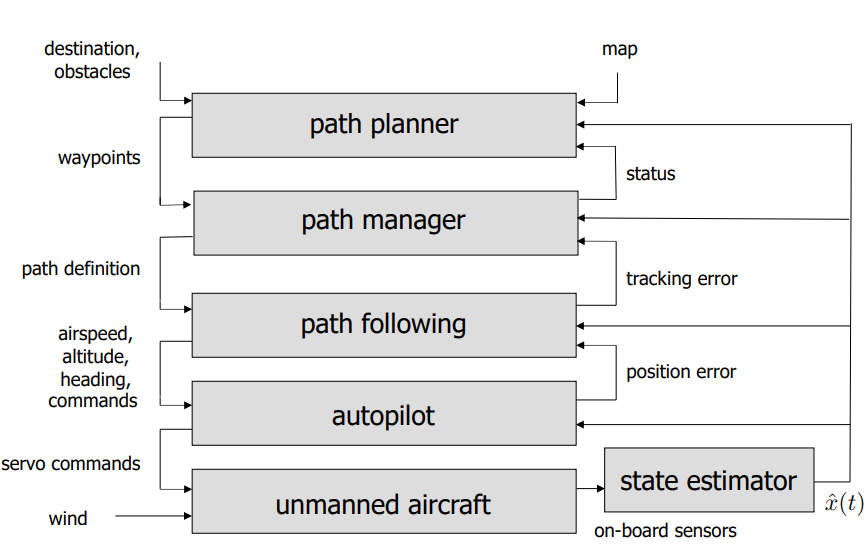 destination,
obstacles
map
path planner
waypoints
status
path manager
path definition
tracking error
path following
airspeed,
altitude,
heading,
commands
position error
autopilot
servo commands
state estimator
unmanned aircraft
x̂(t)
wind
on-board sensors